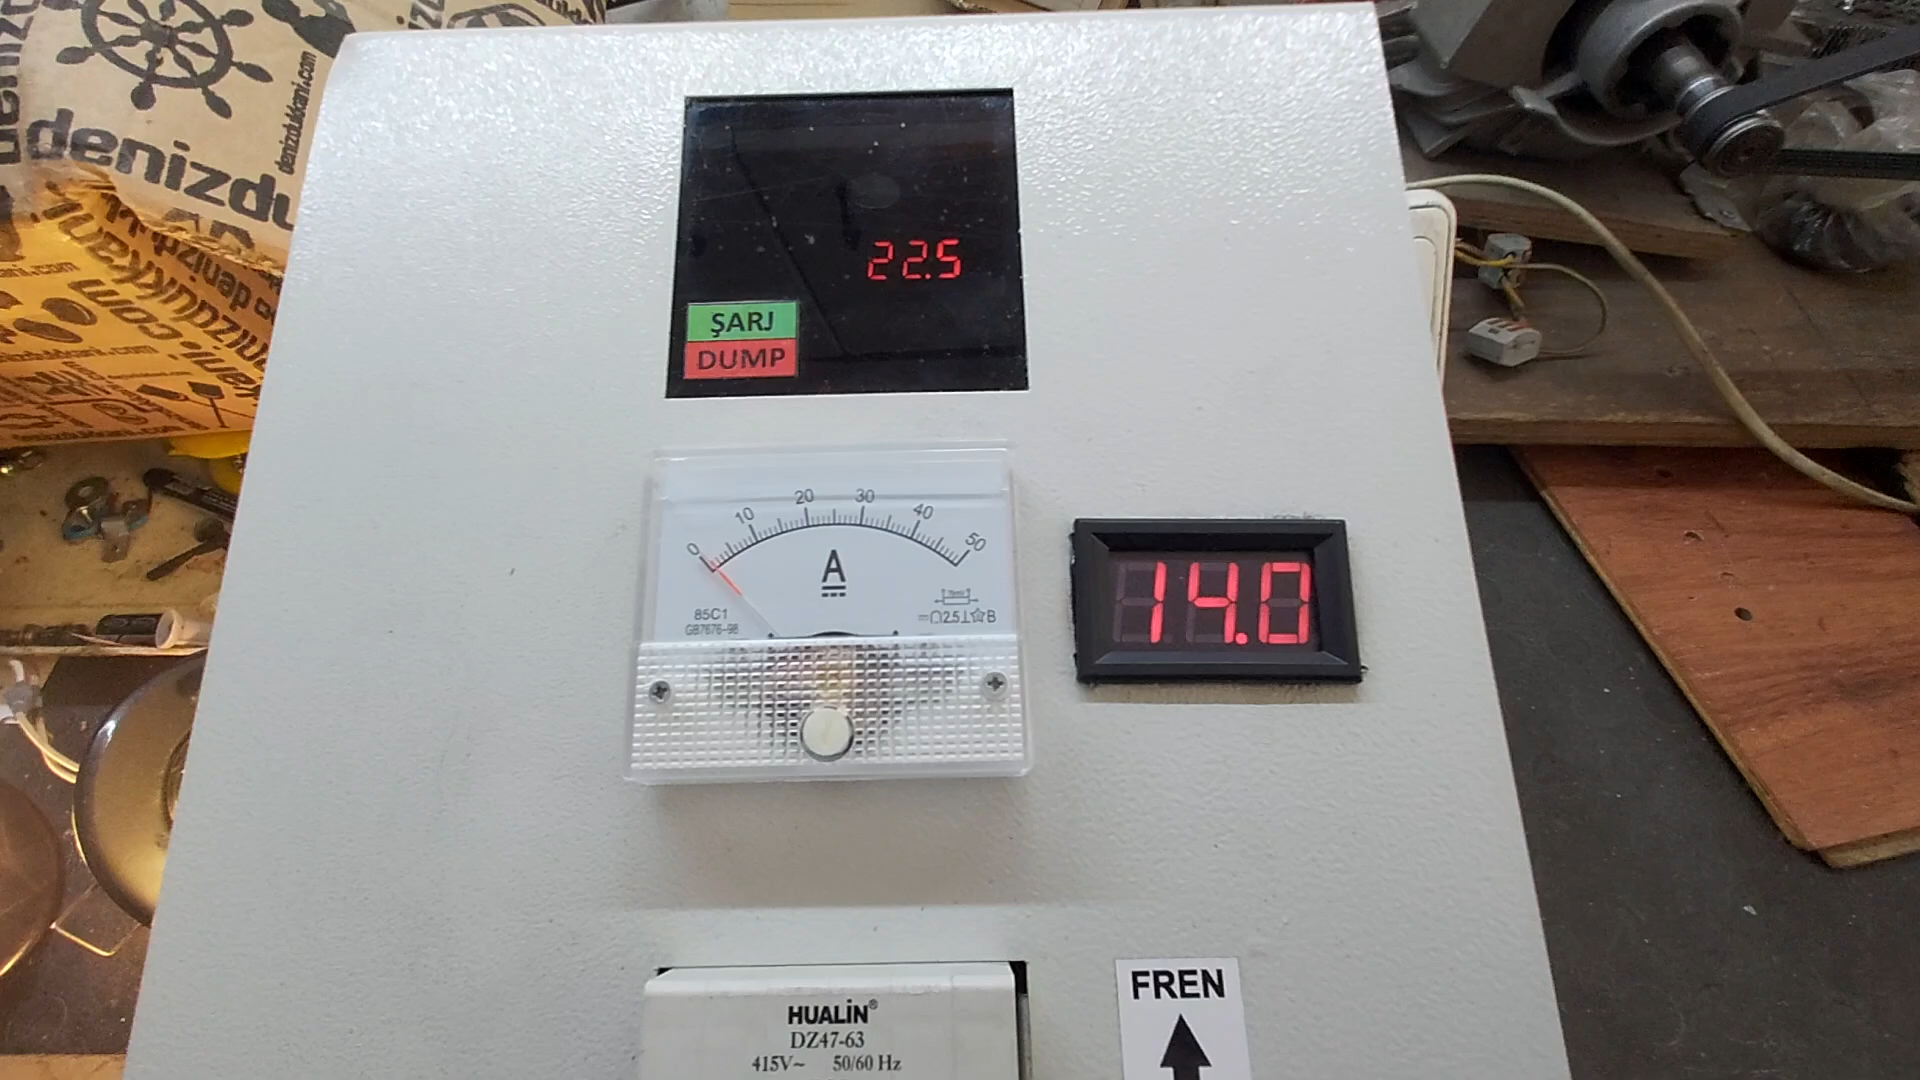 denizdu
denizdukkani.com
22.5
ŞARJ
DUMP
0 10 20 30 40 50
A
85C1
GB7676-98
2.5 B
14.0
HUALİN®
DZ47-63
415V~ 50/60 Hz
FREN